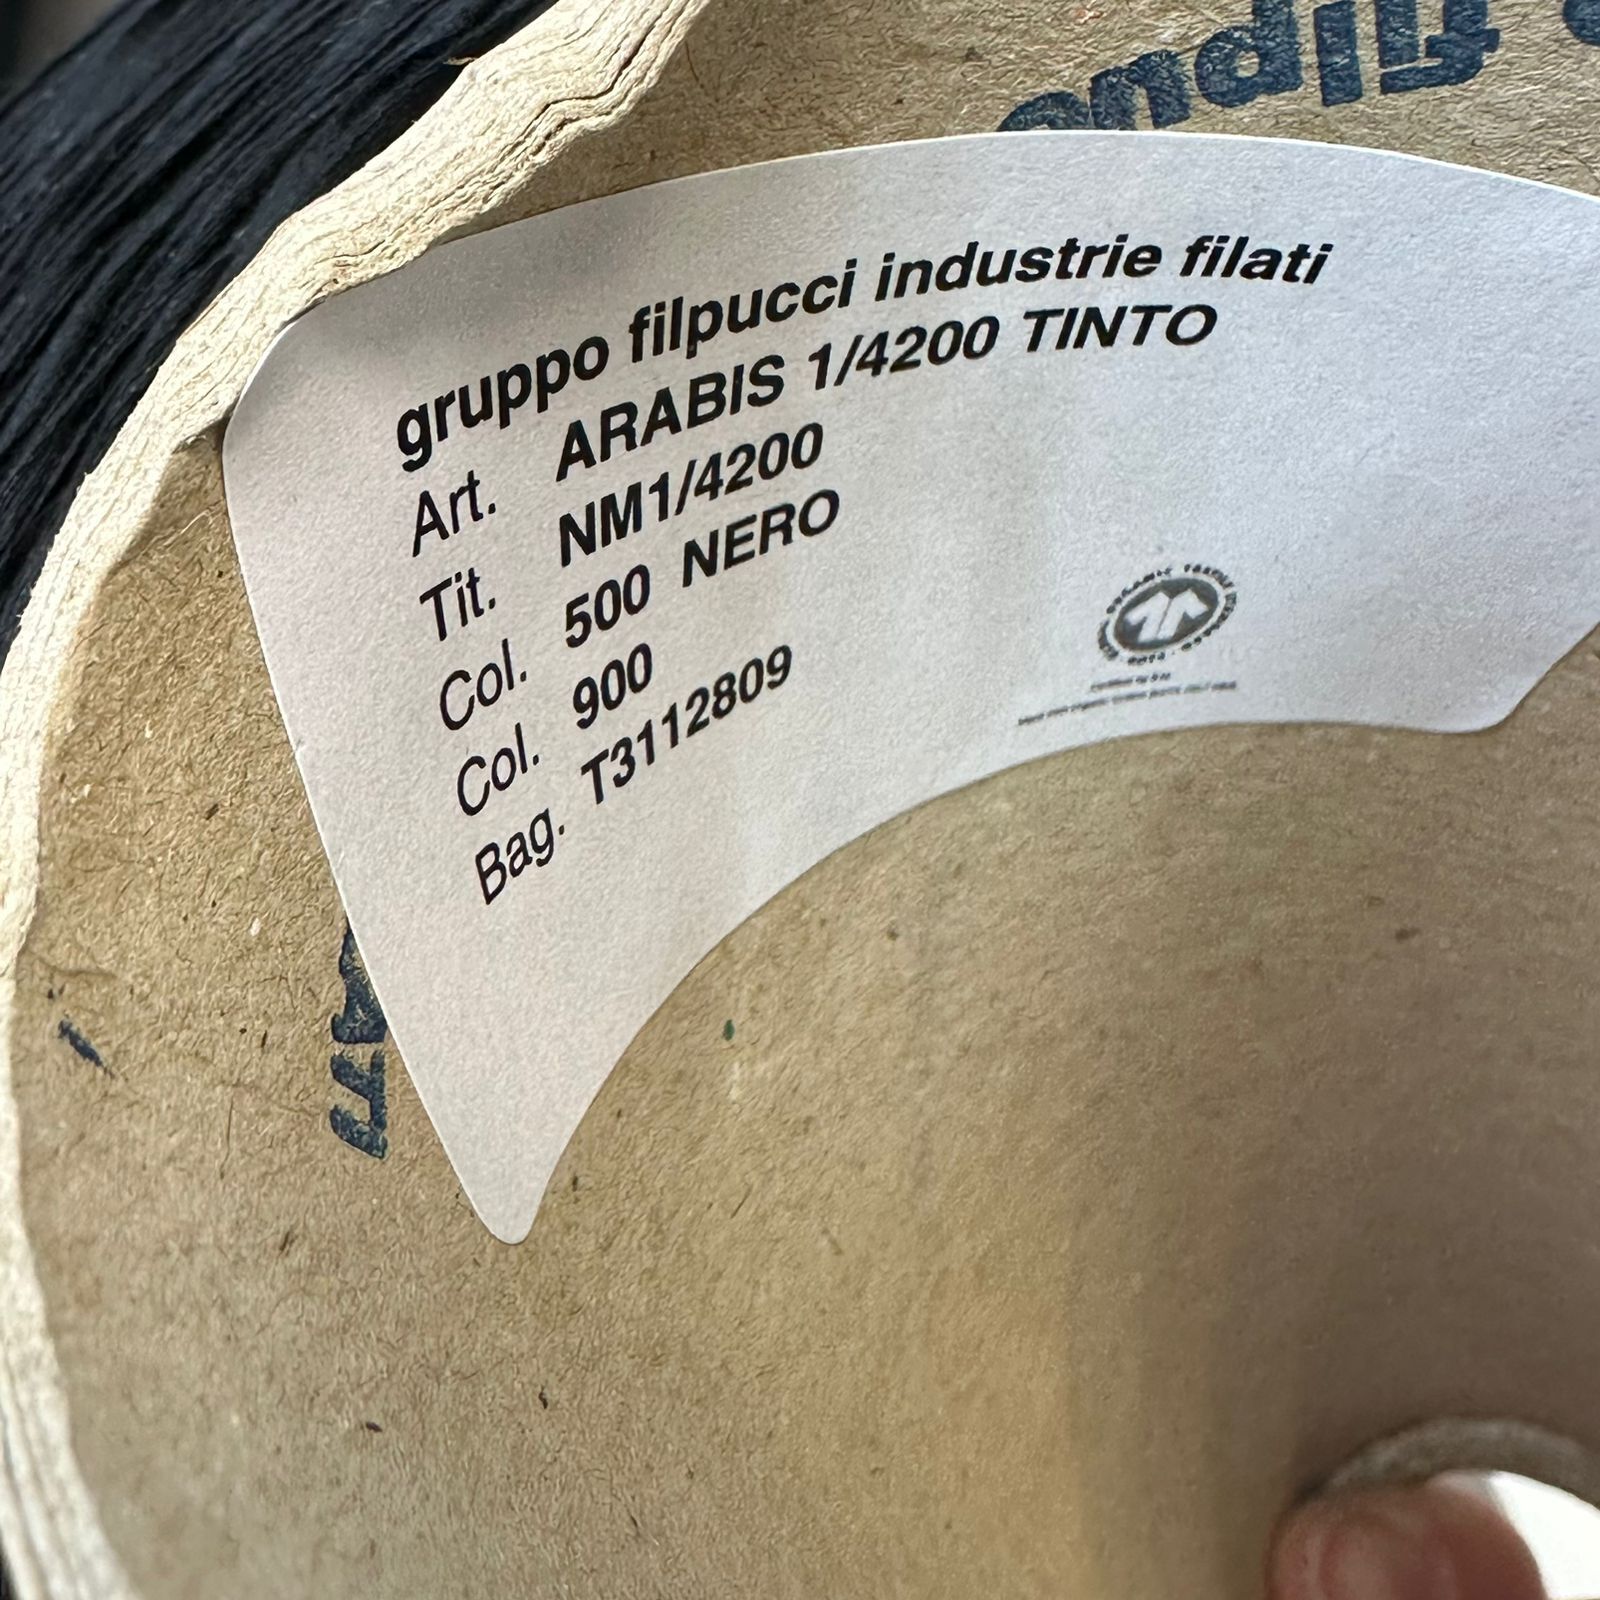 filpuc
gruppo filpucci industrie filati
Art. ARABIS 1/4200 TINTO
Tit. NM1/4200
Col. 500 NERO
Col. 900
Bag. T3112809